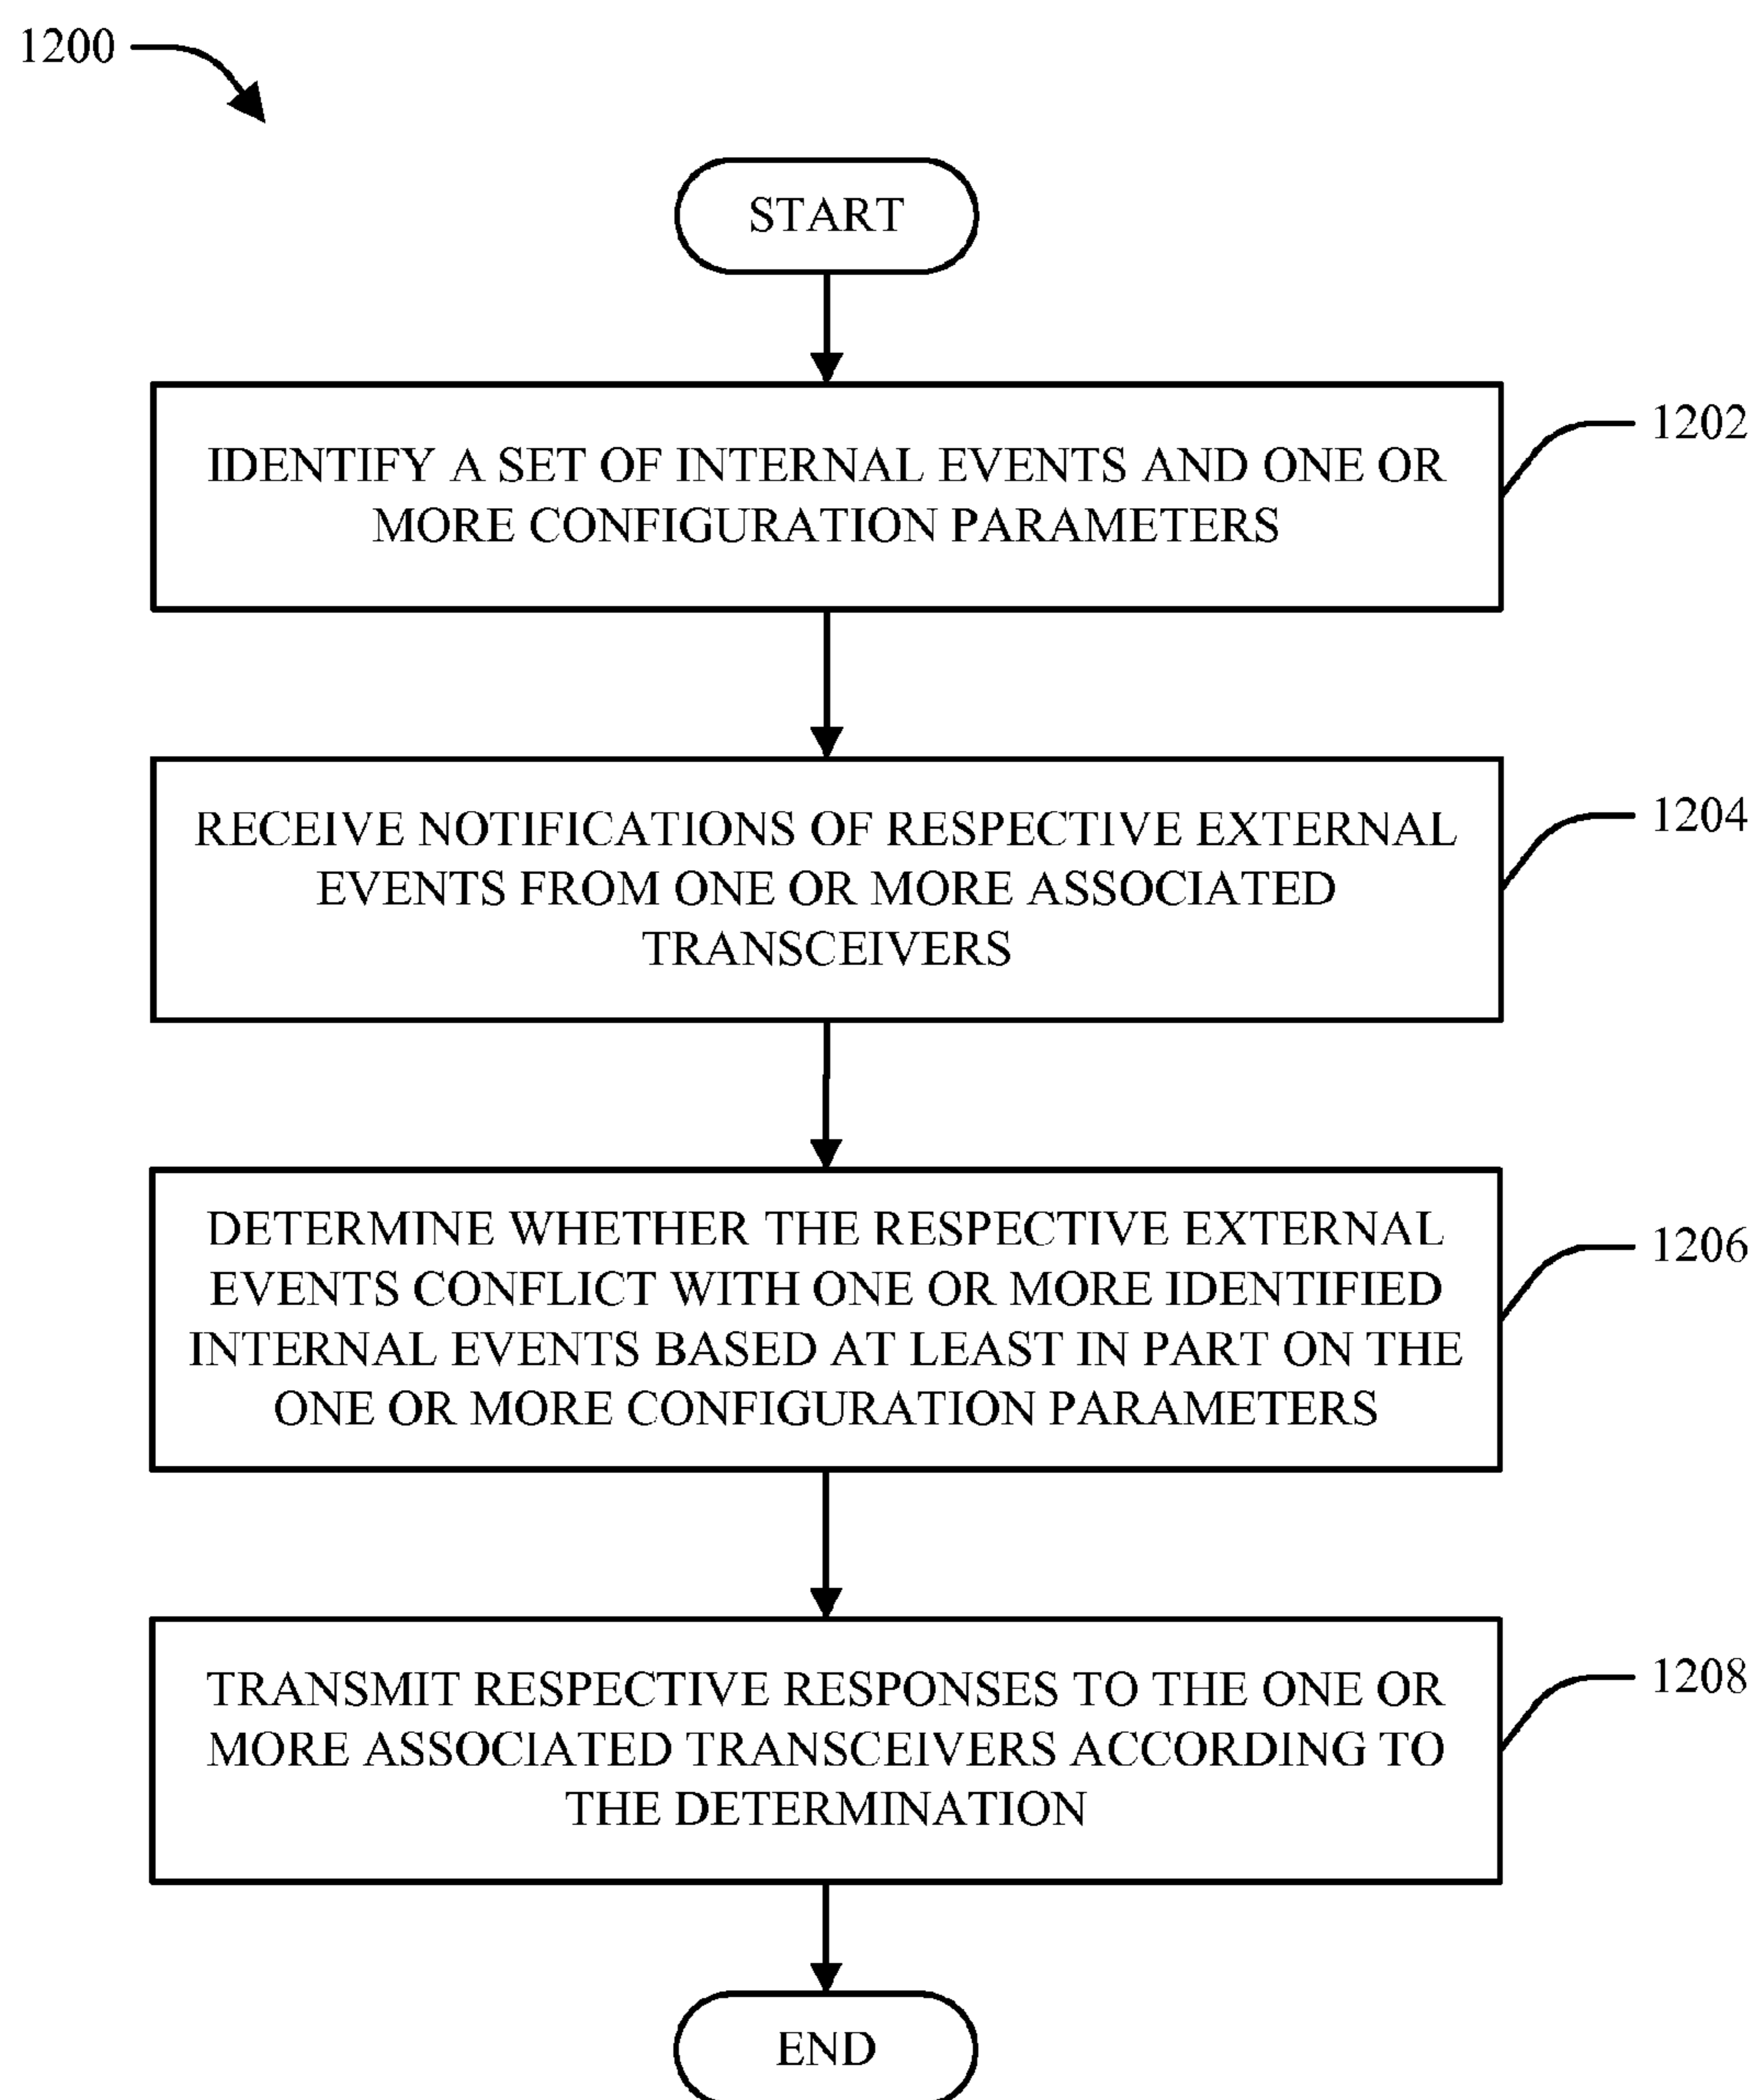 1200
START
IDENTIFY A SET OF INTERNAL EVENTS AND ONE OR
MORE CONFIGURATION PARAMETERS
1202
RECEIVE NOTIFICATIONS OF RESPECTIVE EXTERNAL
EVENTS FROM ONE OR MORE ASSOCIATED
TRANSCEIVERS
1204
DETERMINE WHETHER THE RESPECTIVE EXTERNAL
EVENTS CONFLICT WITH ONE OR MORE IDENTIFIED
INTERNAL EVENTS BASED AT LEAST IN PART ON THE
ONE OR MORE CONFIGURATION PARAMETERS
1206
TRANSMIT RESPECTIVE RESPONSES TO THE ONE OR
MORE ASSOCIATED TRANSCEIVERS ACCORDING TO
THE DETERMINATION
1208
END